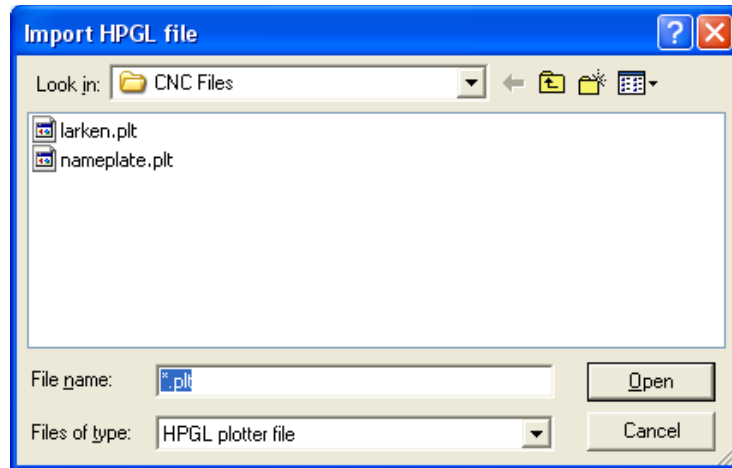 Import HPGL file
Look in: CNC Files
larken.plt
nameplate.plt
File name: *.plt Open
Files of type: HPGL plotter file Cancel